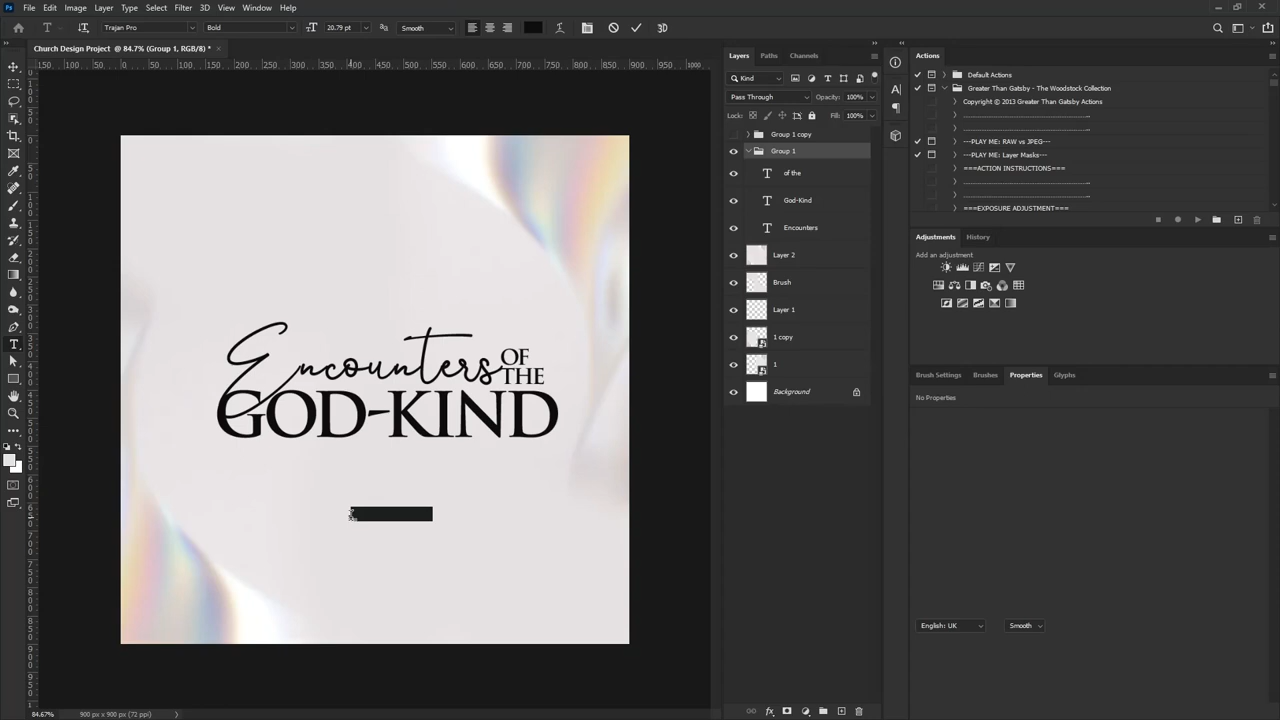 Ps File Edit Image Layer Type Select Filter 3D View Window Help
Trajan Pro Bold 20.79 pt Smooth 3D
Church Design Project @ 84.7% (Group 1, RGB/8) *
Layers Paths Channels
Kind
Pass Through Opacity: 100%
Lock: Fill: 100%
Group 1 copy
Group 1
of the
God-Kind
Encounters
Layer 2
Brush
Layer 1
1 copy
1
Background
Encounters OF
THE
GOD-KIND
Actions
Default Actions
Greater Than Gatsby - The Woodstock Collection
Copyright © 2013 Greater Than Gatsby Actions
---PLAY ME: RAW vs JPEG---
---PLAY ME: Layer Masks---
===ACTION INSTRUCTIONS===
===EXPOSURE ADJUSTMENT===
Adjustments History
Add an adjustment
Brush Settings Brushes Properties Glyphs
No Properties
English: UK Smooth
84.67% 900 px x 900 px (72 ppi)